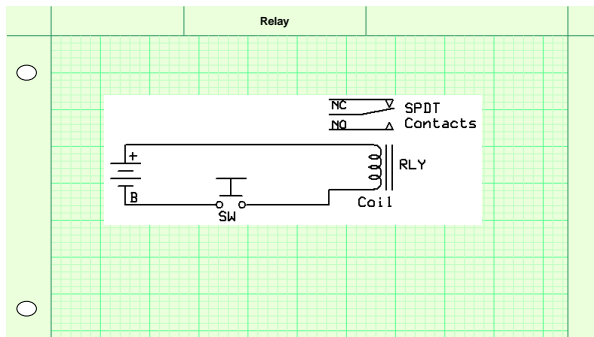 Relay
NC
SPDT
NO
Contacts
+
RLY
B
Coil
SW